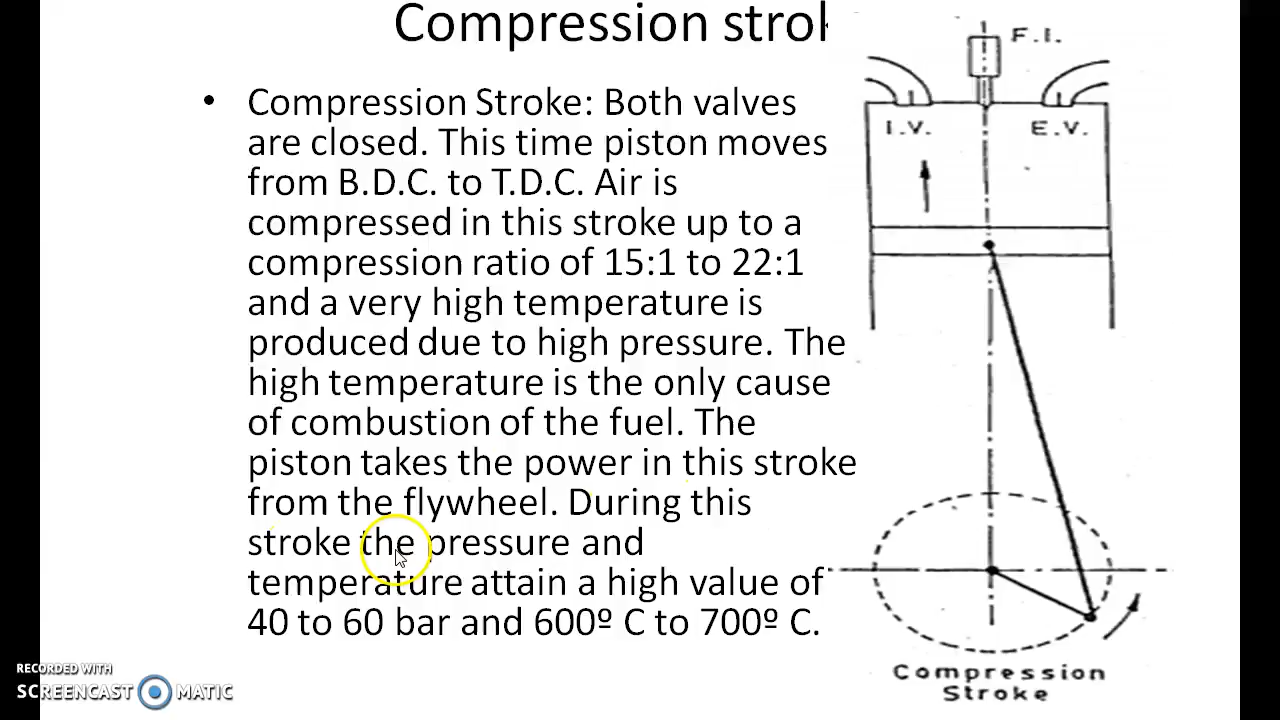 Compression strok
• Compression Stroke: Both valves
are closed. This time piston moves
from B.D.C. to T.D.C. Air is
compressed in this stroke up to a
compression ratio of 15:1 to 22:1
and a very high temperature is
produced due to high pressure. The
high temperature is the only cause
of combustion of the fuel. The
piston takes the power in this stroke
from the flywheel. During this
stroke the pressure and
temperature attain a high value of
40 to 60 bar and 600º C to 700º C.
F.I.
I.V.
E.V.
Compression
Stroke
RECORDED WITH
SCREENCAST MATIC